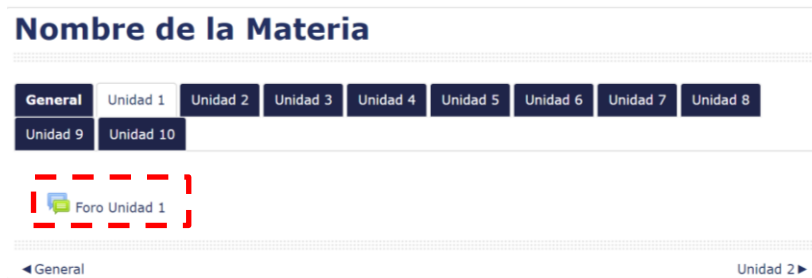 Nombre de la Materia
General Unidad 1 Unidad 2 Unidad 3 Unidad 4 Unidad 5 Unidad 6 Unidad 7 Unidad 8
Unidad 9 Unidad 10
Foro Unidad 1
◄General Unidad 2►